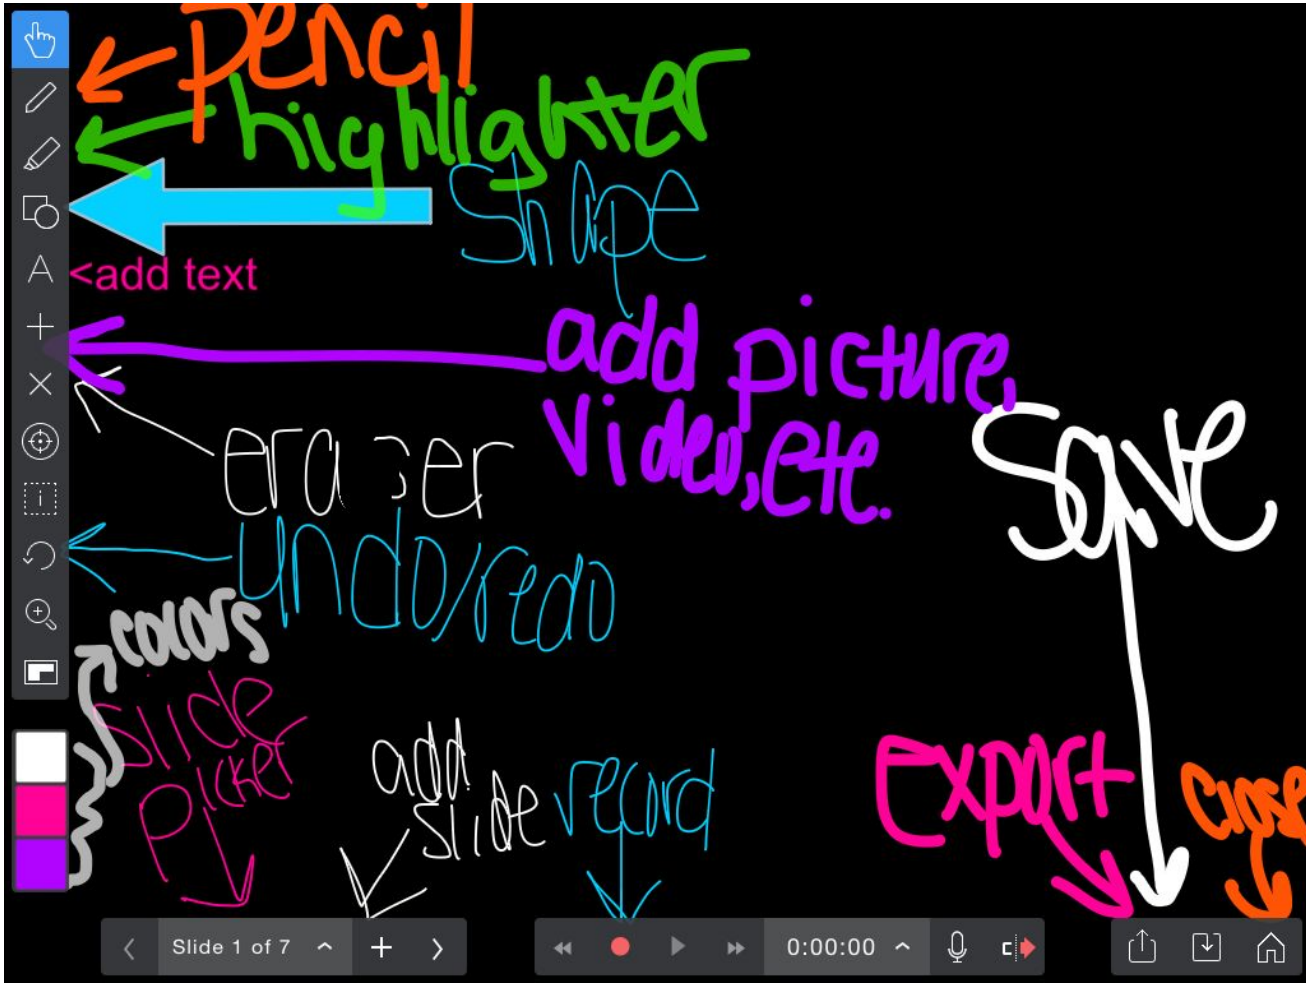 pencil
highlighter
shape
A
<add text
add picture,
video, etc.
eraser
save
undo/redo
colors
slide
picker
add
slide
record
export
close
Slide 1 of 7
0:00:00